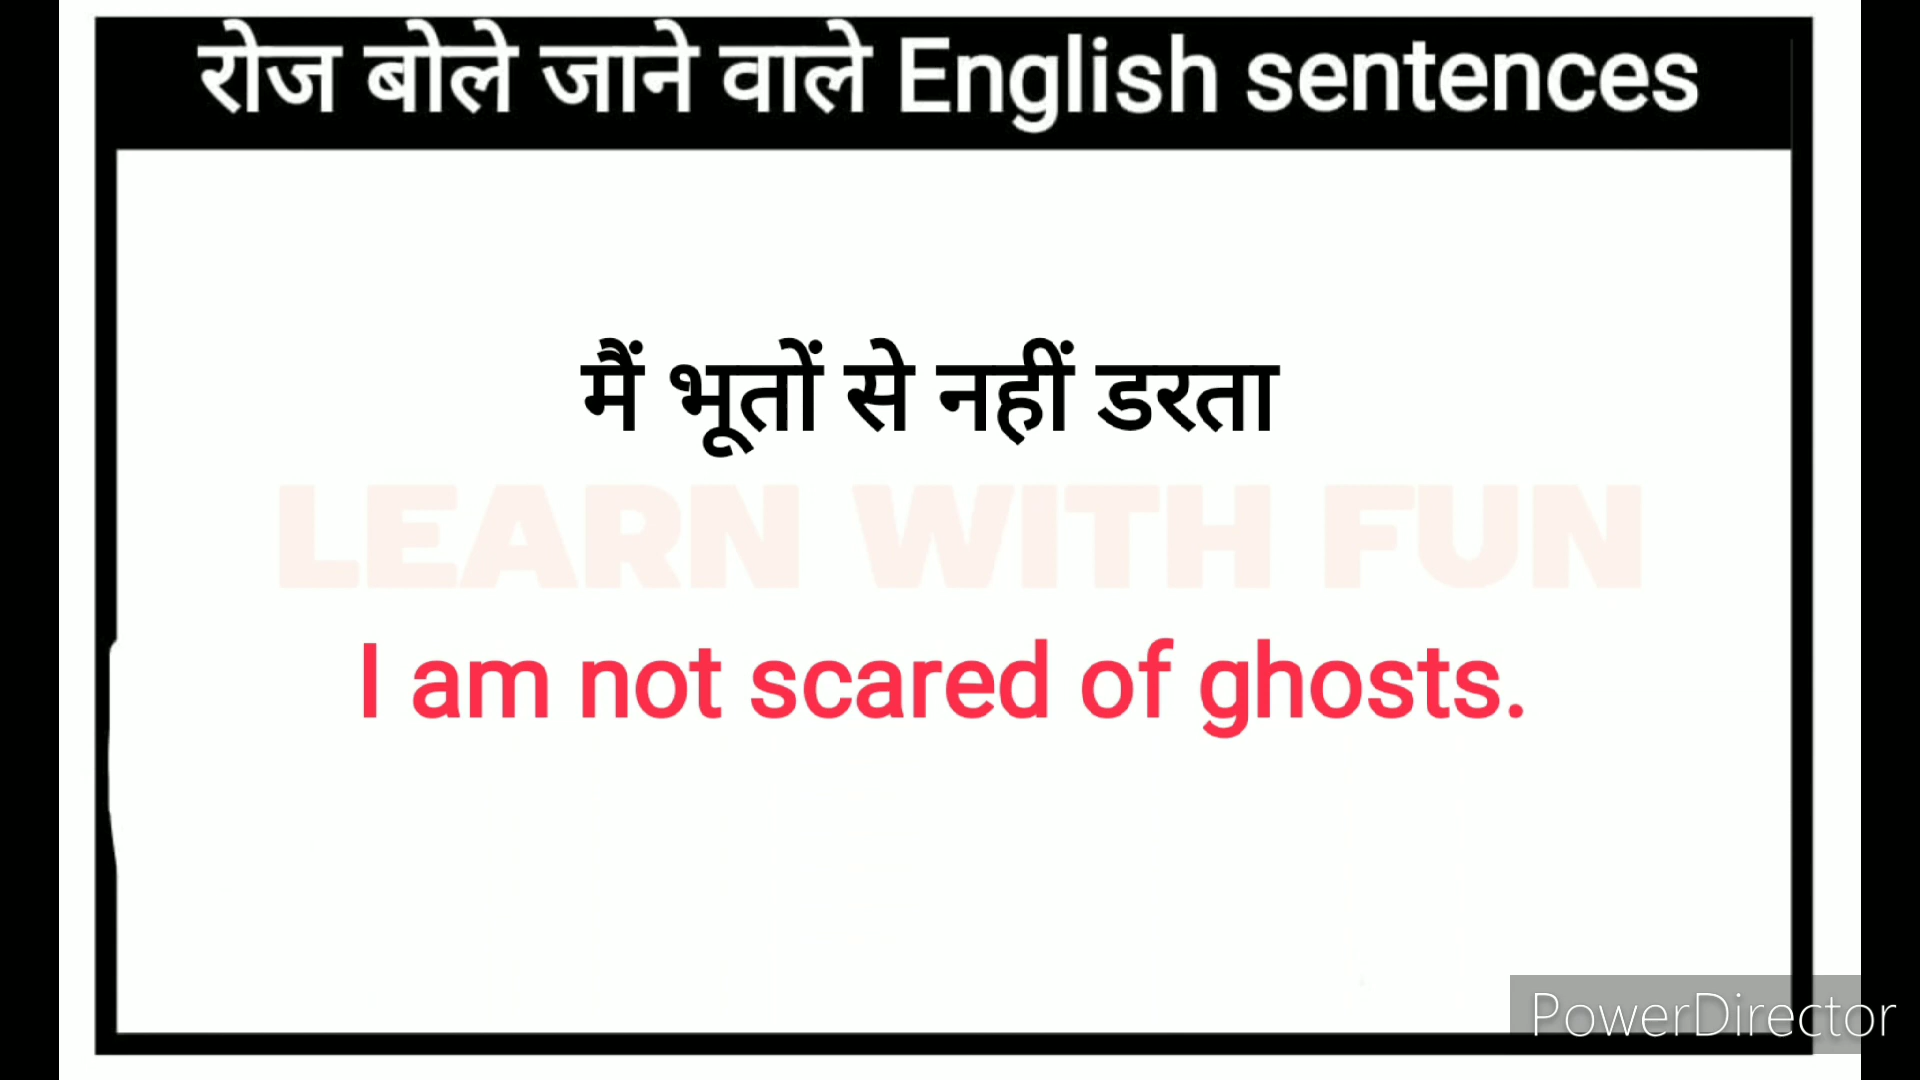 रोज बोले जाने वाले English sentences
मैं भूतों से नहीं डरता
LEARN WITH FUN
I am not scared of ghosts.
PowerDirector